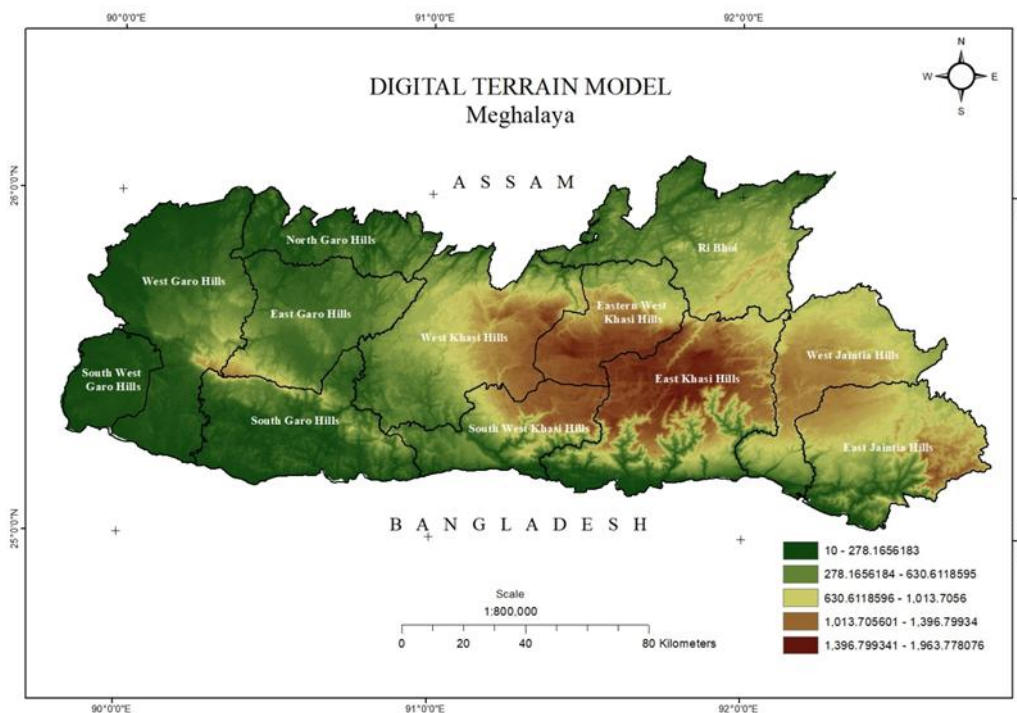 90°0'0"E 91°0'0"E 92°0'0"E
N
W E
S
DIGITAL TERRAIN MODEL
Meghalaya
26°0'0"N
ASSAM
North Garo Hills
Ri Bhoi
West Garo Hills
East Garo Hills
Eastern West
Khasi Hills
West Khasi Hills
West Jaintia Hills
South West
Garo Hills
East Khasi Hills
South Garo Hills
South West Khasi Hills
East Jaintia Hills
25°0'0"N
BANGLADESH
10 - 278.1656183
278.1656184 - 630.6118595
630.6118596 - 1,013.7056
1,013.705601 - 1,396.79934
1,396.799341 - 1,963.778076
Scale
1:800,000
0 20 40 80 Kilometers
90°0'0"E 91°0'0"E 92°0'0"E